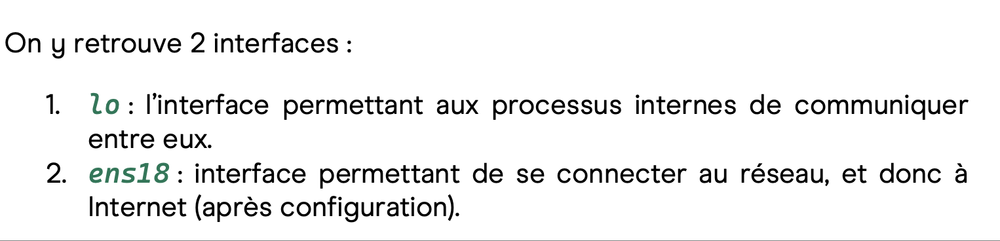 On y retrouve 2 interfaces :
1. lo : l’interface permettant aux processus internes de communiquer
entre eux.
2. ens18 : interface permettant de se connecter au réseau, et donc à
Internet (après configuration).